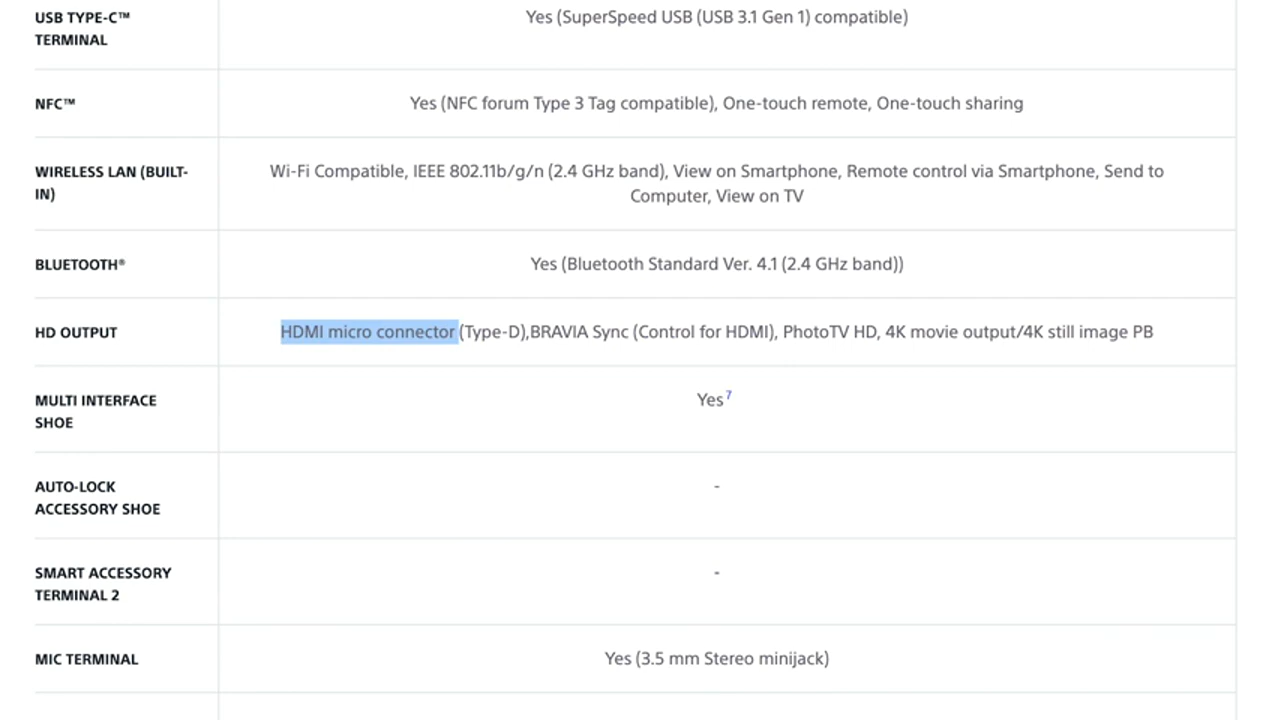 USB TYPE-C™
TERMINAL
Yes (SuperSpeed USB (USB 3.1 Gen 1) compatible)
NFC™
Yes (NFC forum Type 3 Tag compatible), One-touch remote, One-touch sharing
WIRELESS LAN (BUILT-
IN)
Wi-Fi Compatible, IEEE 802.11b/g/n (2.4 GHz band), View on Smartphone, Remote control via Smartphone, Send to
Computer, View on TV
BLUETOOTH®
Yes (Bluetooth Standard Ver. 4.1 (2.4 GHz band))
HD OUTPUT
HDMI micro connector (Type-D),BRAVIA Sync (Control for HDMI), PhotoTV HD, 4K movie output/4K still image PB
MULTI INTERFACE
SHOE
Yes 7
AUTO-LOCK
ACCESSORY SHOE
-
SMART ACCESSORY
TERMINAL 2
-
MIC TERMINAL
Yes (3.5 mm Stereo minijack)